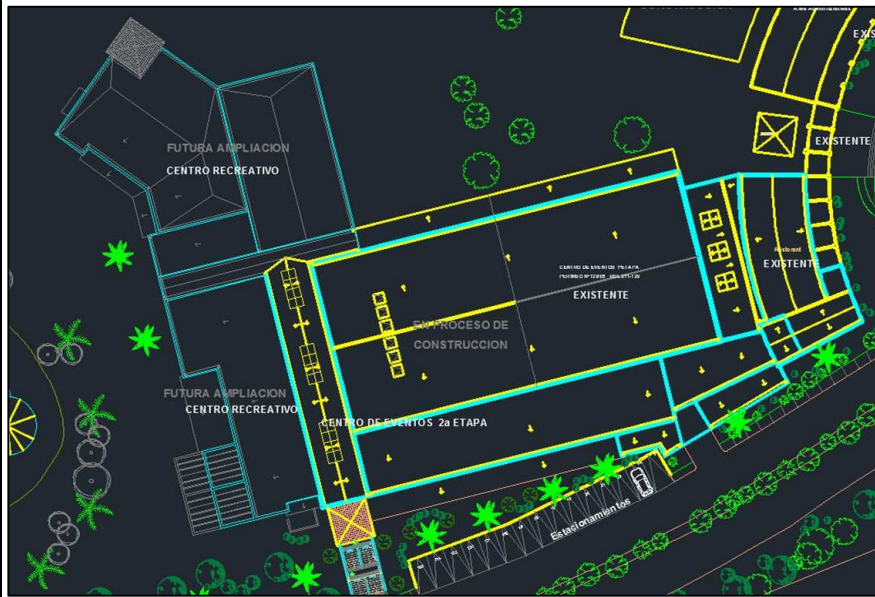 EXISTENTE
FUTURA AMPLIACION
CENTRO RECREATIVO
Restorant
EXISTENTE
EXISTENTE
EN PROCESO DE
CONSTRUCCION
FUTURA AMPLIACION
CENTRO RECREATIVO
CENTRO DE EVENTOS 2a ETAPA
Estacionamientos